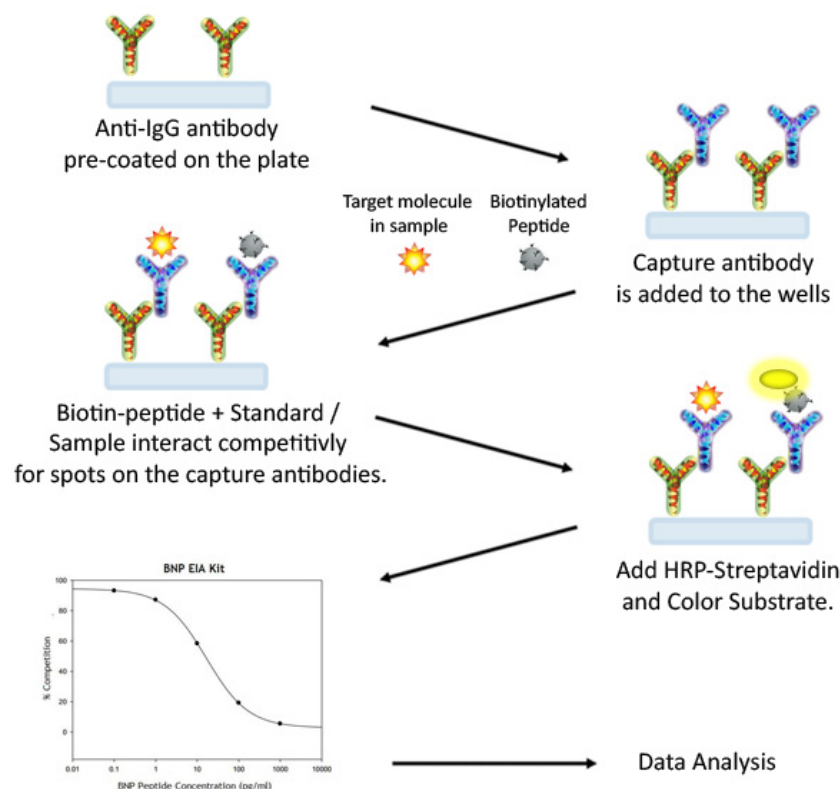 Anti-IgG antibody
pre-coated on the plate
Target molecule
in sample
Biotinylated
Peptide
Capture antibody
is added to the wells
Biotin-peptide + Standard /
Sample interact competitivly
for spots on the capture antibodies.
Add HRP-Streptavidin
and Color Substrate.
BNP EIA Kit
% Competition
100
80
60
40
20
0
0.01 0.1 1 10 100 1000 10000
BNP Peptide Concentration (pg/ml)
Data Analysis